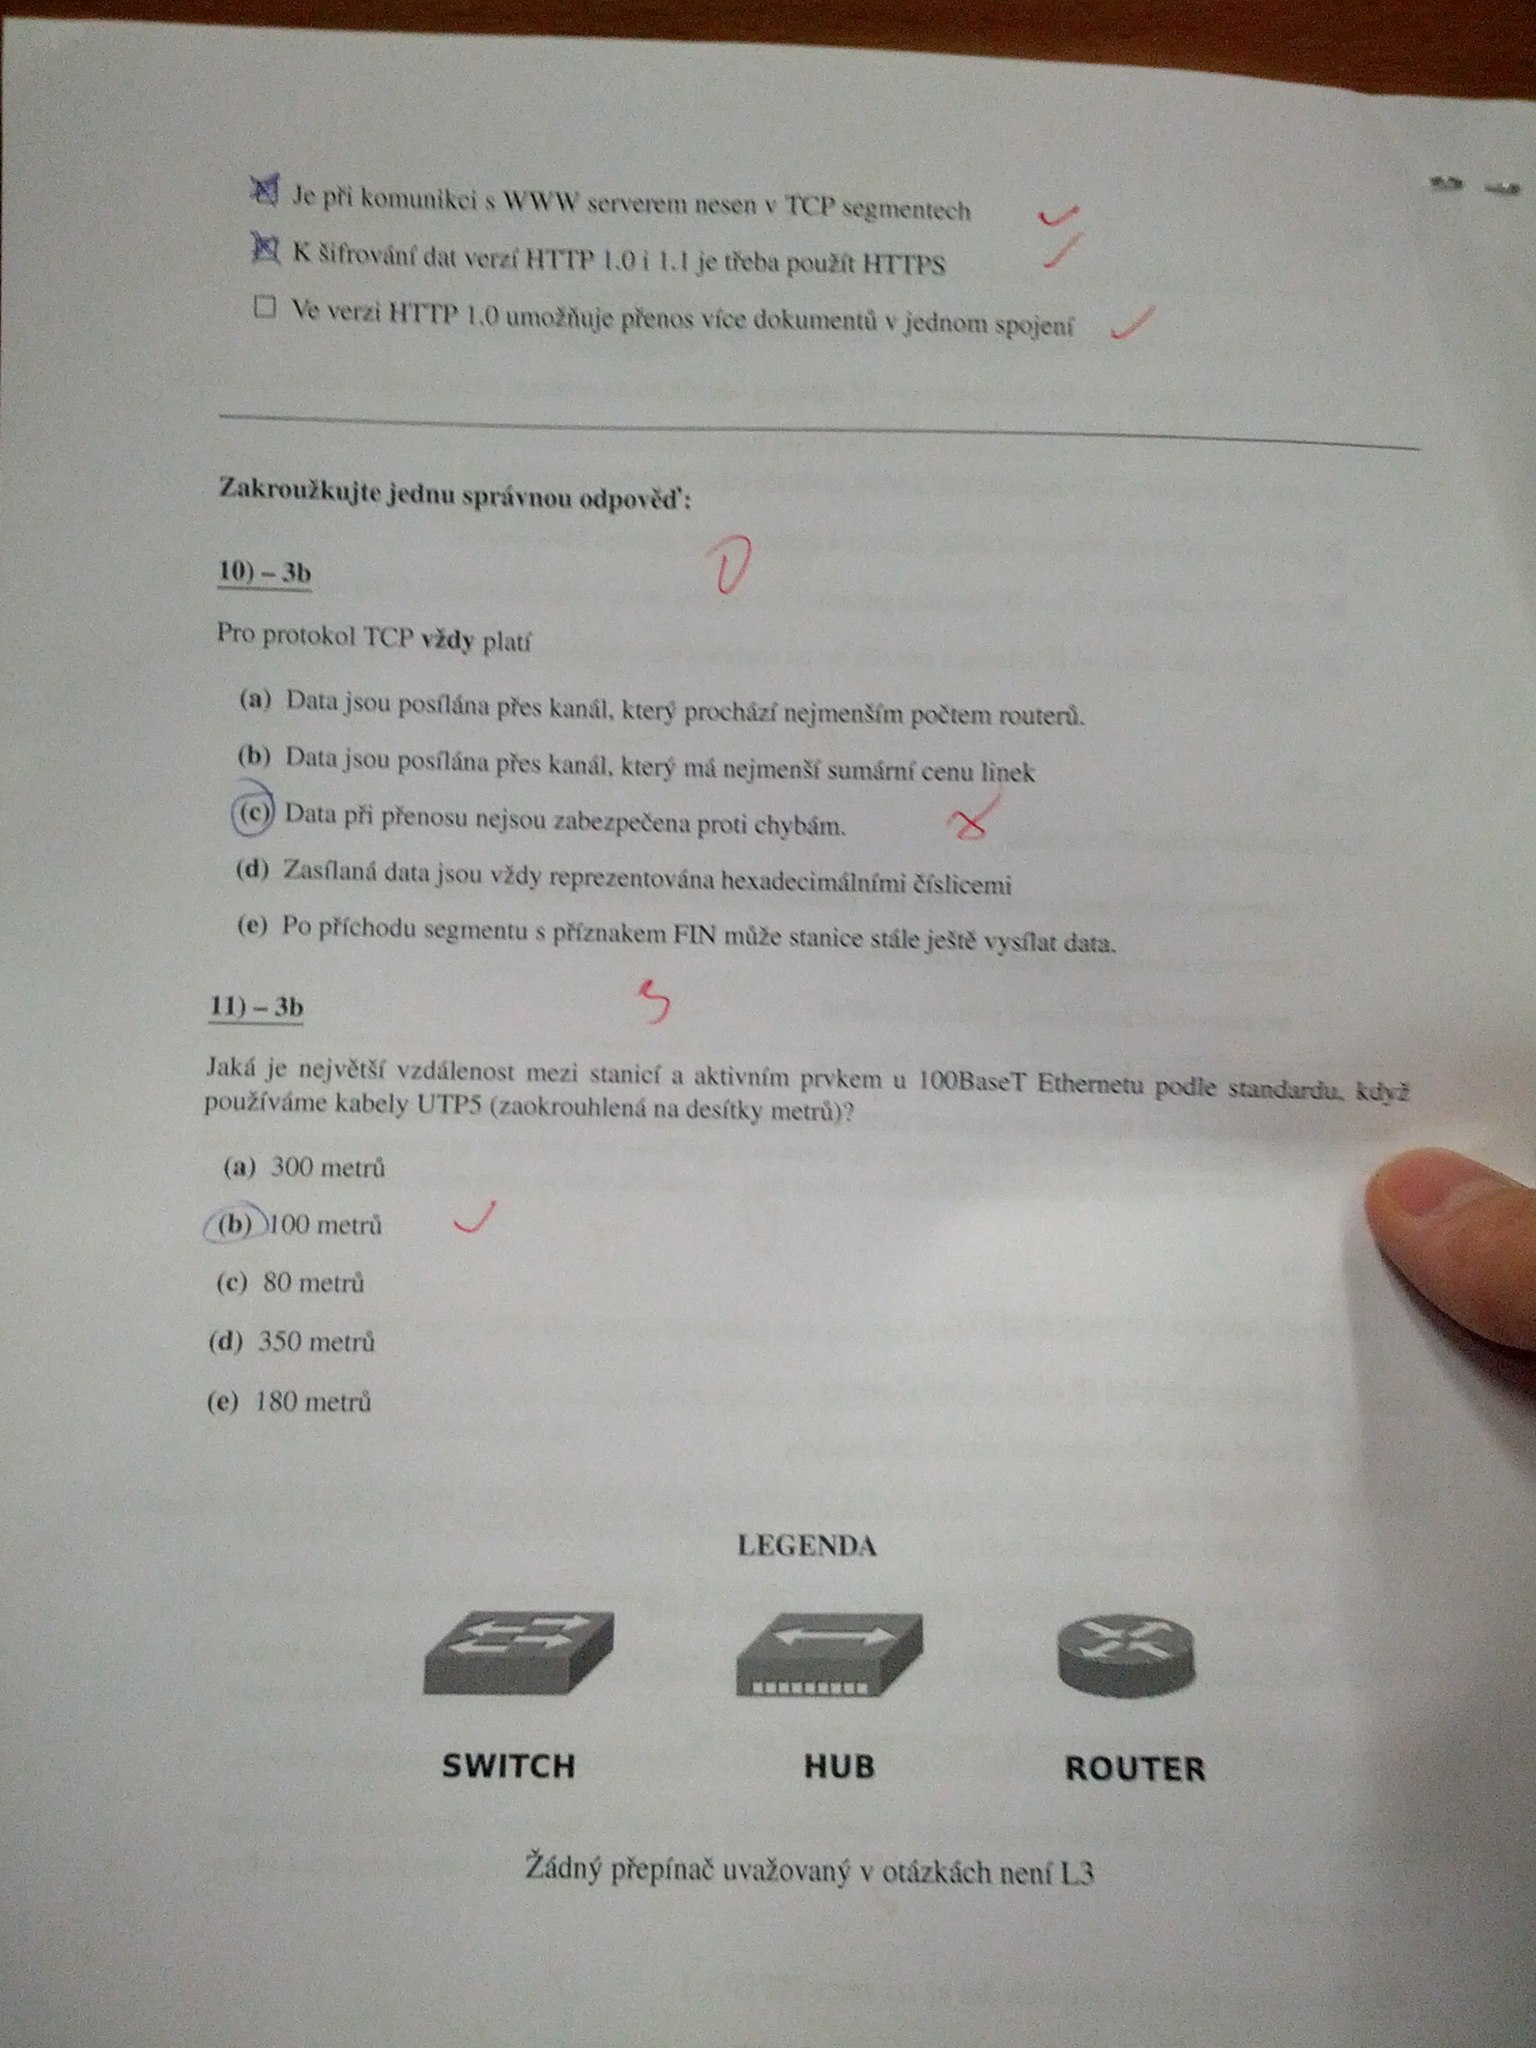 Je při komunikci s WWW serverem nesen v TCP segmentech
K šifrování dat verzí HTTP 1.0 i 1.1 je třeba použít HTTPS
Ve verzi HTTP 1.0 umožňuje přenos více dokumentů v jednom spojení
Zakroužkujte jednu správnou odpověď:
10) – 3b
0
Pro protokol TCP vždy platí
(a) Data jsou posílána přes kanál, který prochází nejmenším počtem routerů.
(b) Data jsou posílána přes kanál, který má nejmenší sumární cenu linek
(c) Data při přenosu nejsou zabezpečena proti chybám.
(d) Zasílaná data jsou vždy reprezentována hexadecimálními číslicemi
(e) Po příchodu segmentu s příznakem FIN může stanice stále ještě vysílat data.
11) – 3b
3
Jaká je největší vzdálenost mezi stanicí a aktivním prvkem u 100BaseT Ethernetu podle standardu, když
používáme kabely UTP5 (zaokrouhlená na desítky metrů)?
(a) 300 metrů
(b) 100 metrů
(c) 80 metrů
(d) 350 metrů
(e) 180 metrů
LEGENDA
SWITCH HUB ROUTER
Žádný přepínač uvažovaný v otázkách není L3